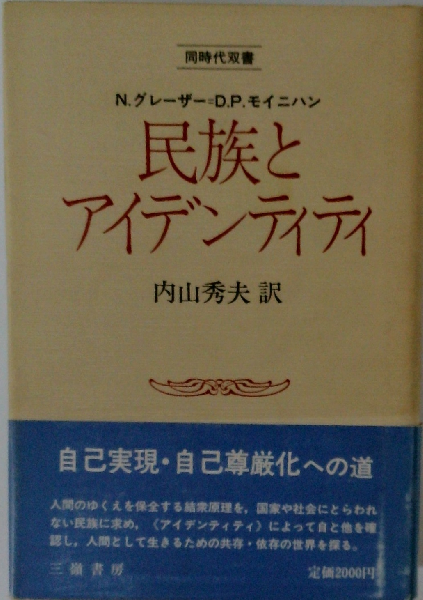 同時代双書
N.グレーザー=D.P.モイニハン
民族と
アイデンティティ
内山秀夫 訳
自己実現・自己尊厳化への道
人間のゆくえを保全する結衆原理を，国家や社会にとらわれ
ない民族に求め，《アイデンティティ》によって自と他を確
認し，人間として生きるための共存・依存の世界を探る。
三嶺書房
定価2000円